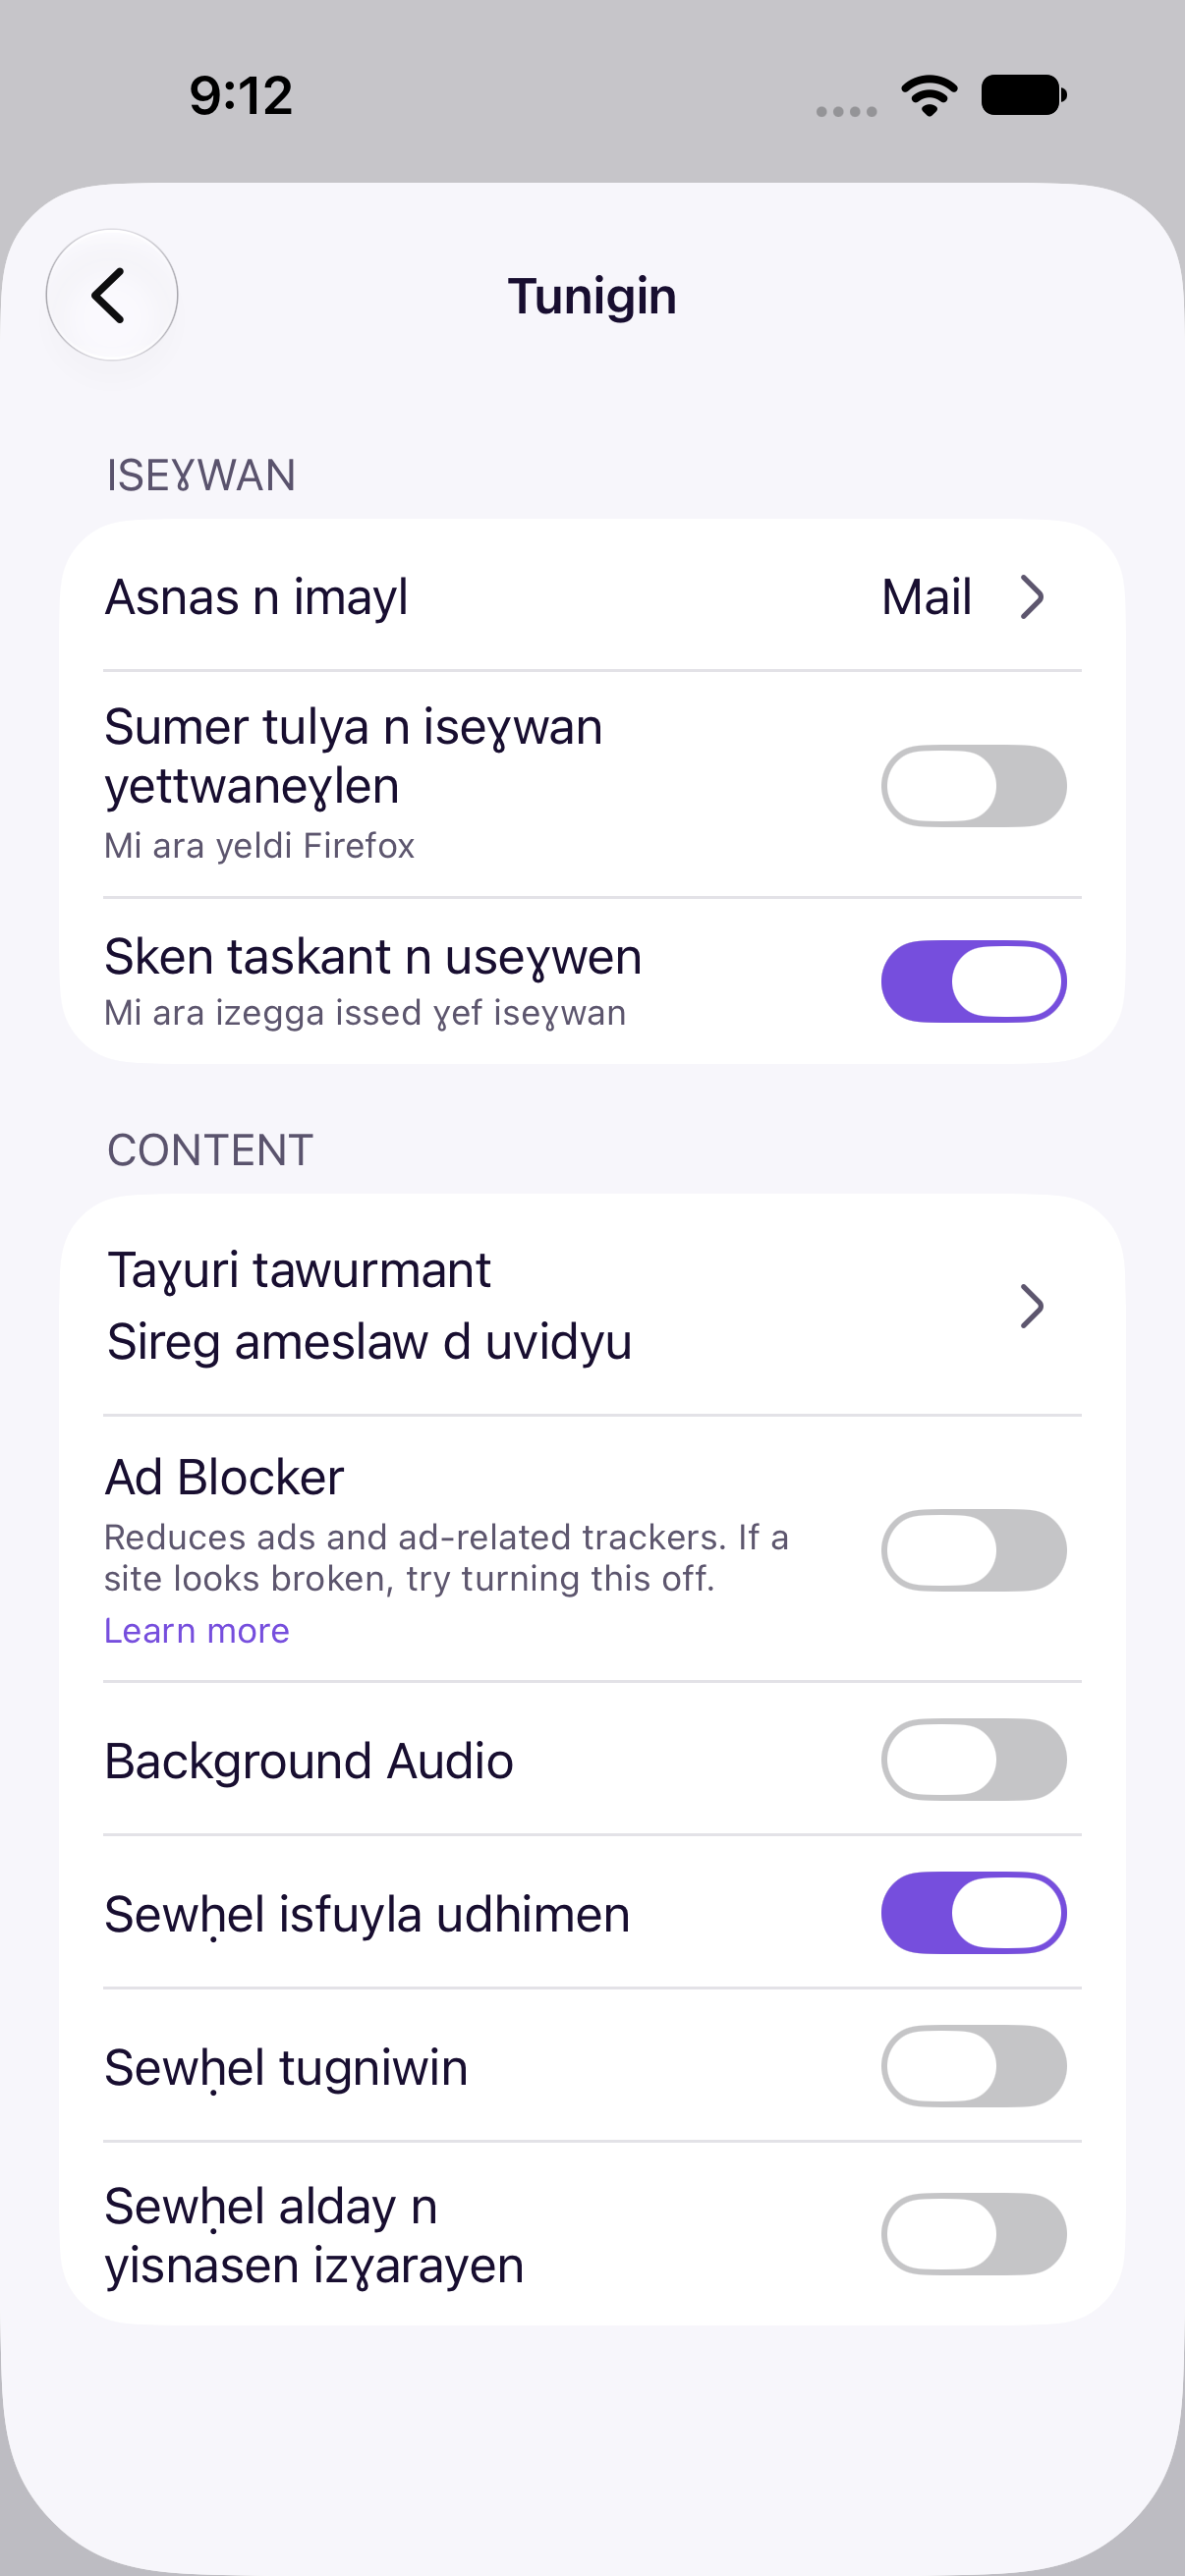 9:12
Tunigin
ISEƔWAN
Asnas n imayl
Mail
Sumer tulya n iseɣwan
yettwaneɣlen
Mi ara yeldi Firefox
Sken taskant n useɣwen
Mi ara izegga issed ɣef iseɣwan
CONTENT
Taɣuri tawurmant
Sireg ameslaw d uvidyu
Ad Blocker
Reduces ads and ad-related trackers. If a
site looks broken, try turning this off.
Learn more
Background Audio
Sewḥel isfuyla udhimen
Sewḥel tugniwin
Sewḥel alday n
yisnasen izɣarayen